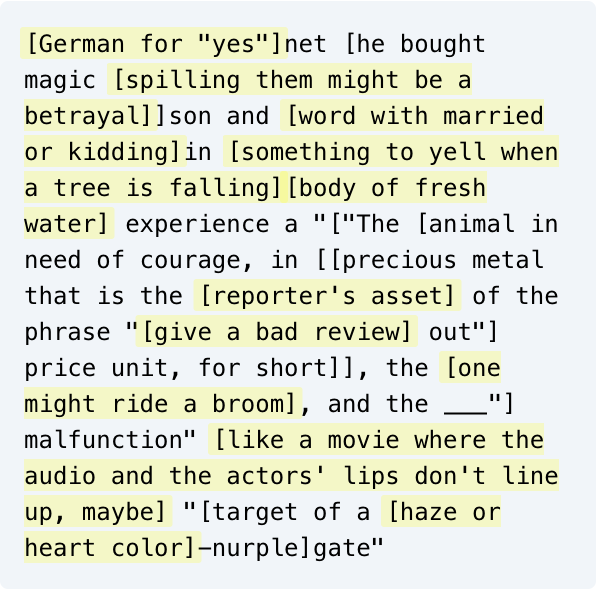 [German for "yes"]net [he bought
magic [spilling them might be a
betrayal]]son and [word with married
or kidding]in [something to yell when
a tree is falling][body of fresh
water] experience a "["The [animal in
need of courage, in [[precious metal
that is the [reporter's asset] of the
phrase "[give a bad review] out"]
price unit, for short]], the [one
might ride a broom], and the ___"]
malfunction" [like a movie where the
audio and the actors' lips don't line
up, maybe] "[target of a [haze or
heart color]—nurple]gate"